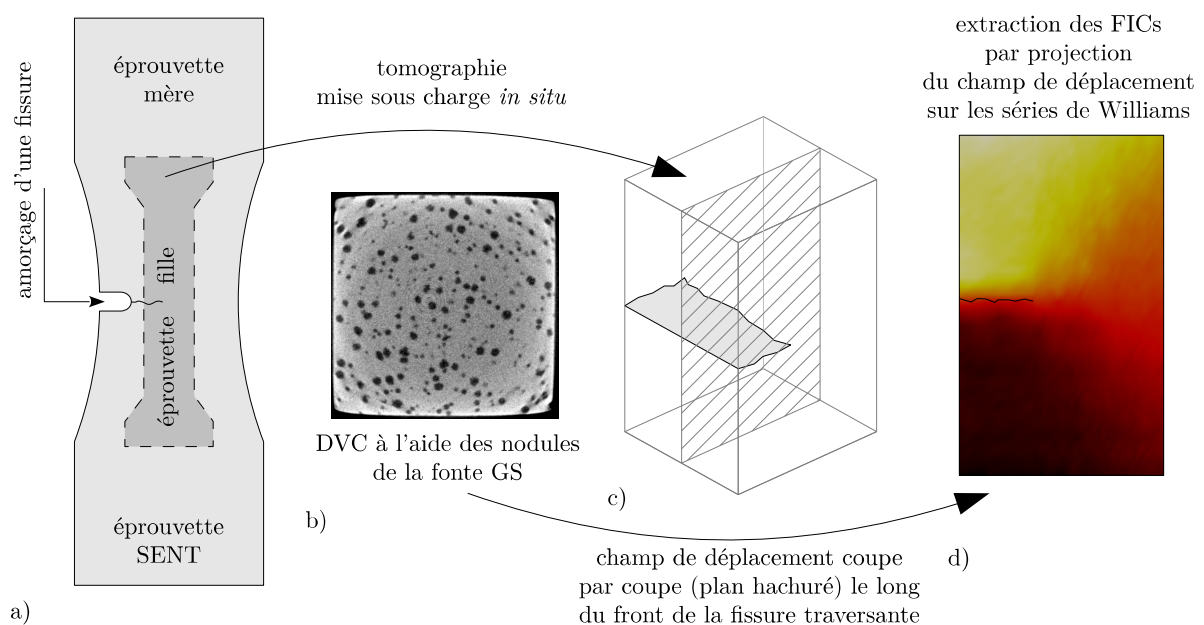 éprouvette
mère
amorçage d'une fissure
éprouvette fille
éprouvette
SENT
a)
tomographie
mise sous charge in situ
DVC à l'aide des nodules
de la fonte GS
b)
c)
champ de déplacement coupe
par coupe (plan hachuré) le long
du front de la fissure traversante
extraction des FICs
par projection
du champ de déplacement
sur les séries de Williams
d)